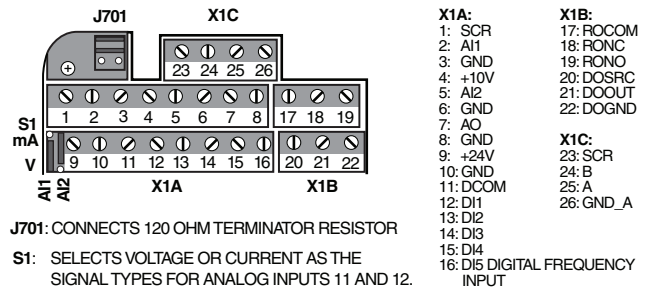 J701 X1C
23 24 25 26
1 2 3 4 5 6 7 8 17 18 19
S1
mA
V
9 10 11 12 13 14 15 16 20 21 22
AI1 AI2
X1A X1B
J701: CONNECTS 120 OHM TERMINATOR RESISTOR
S1: SELECTS VOLTAGE OR CURRENT AS THE
SIGNAL TYPES FOR ANALOG INPUTS 11 AND 12.
X1A:
1: SCR
2: AI1
3: GND
4: +10V
5: AI2
6: GND
7: AO
8: GND
9: +24V
10: GND
11: DCOM
12: DI1
13: DI2
14: DI3
15: DI4
16: DI5 DIGITAL FREQUENCY
INPUT
X1B:
17: ROCOM
18: RONC
19: RONO
20: DOSRC
21: DOOUT
22: DOGND
X1C:
23: SCR
24: B
25: A
26: GND_A